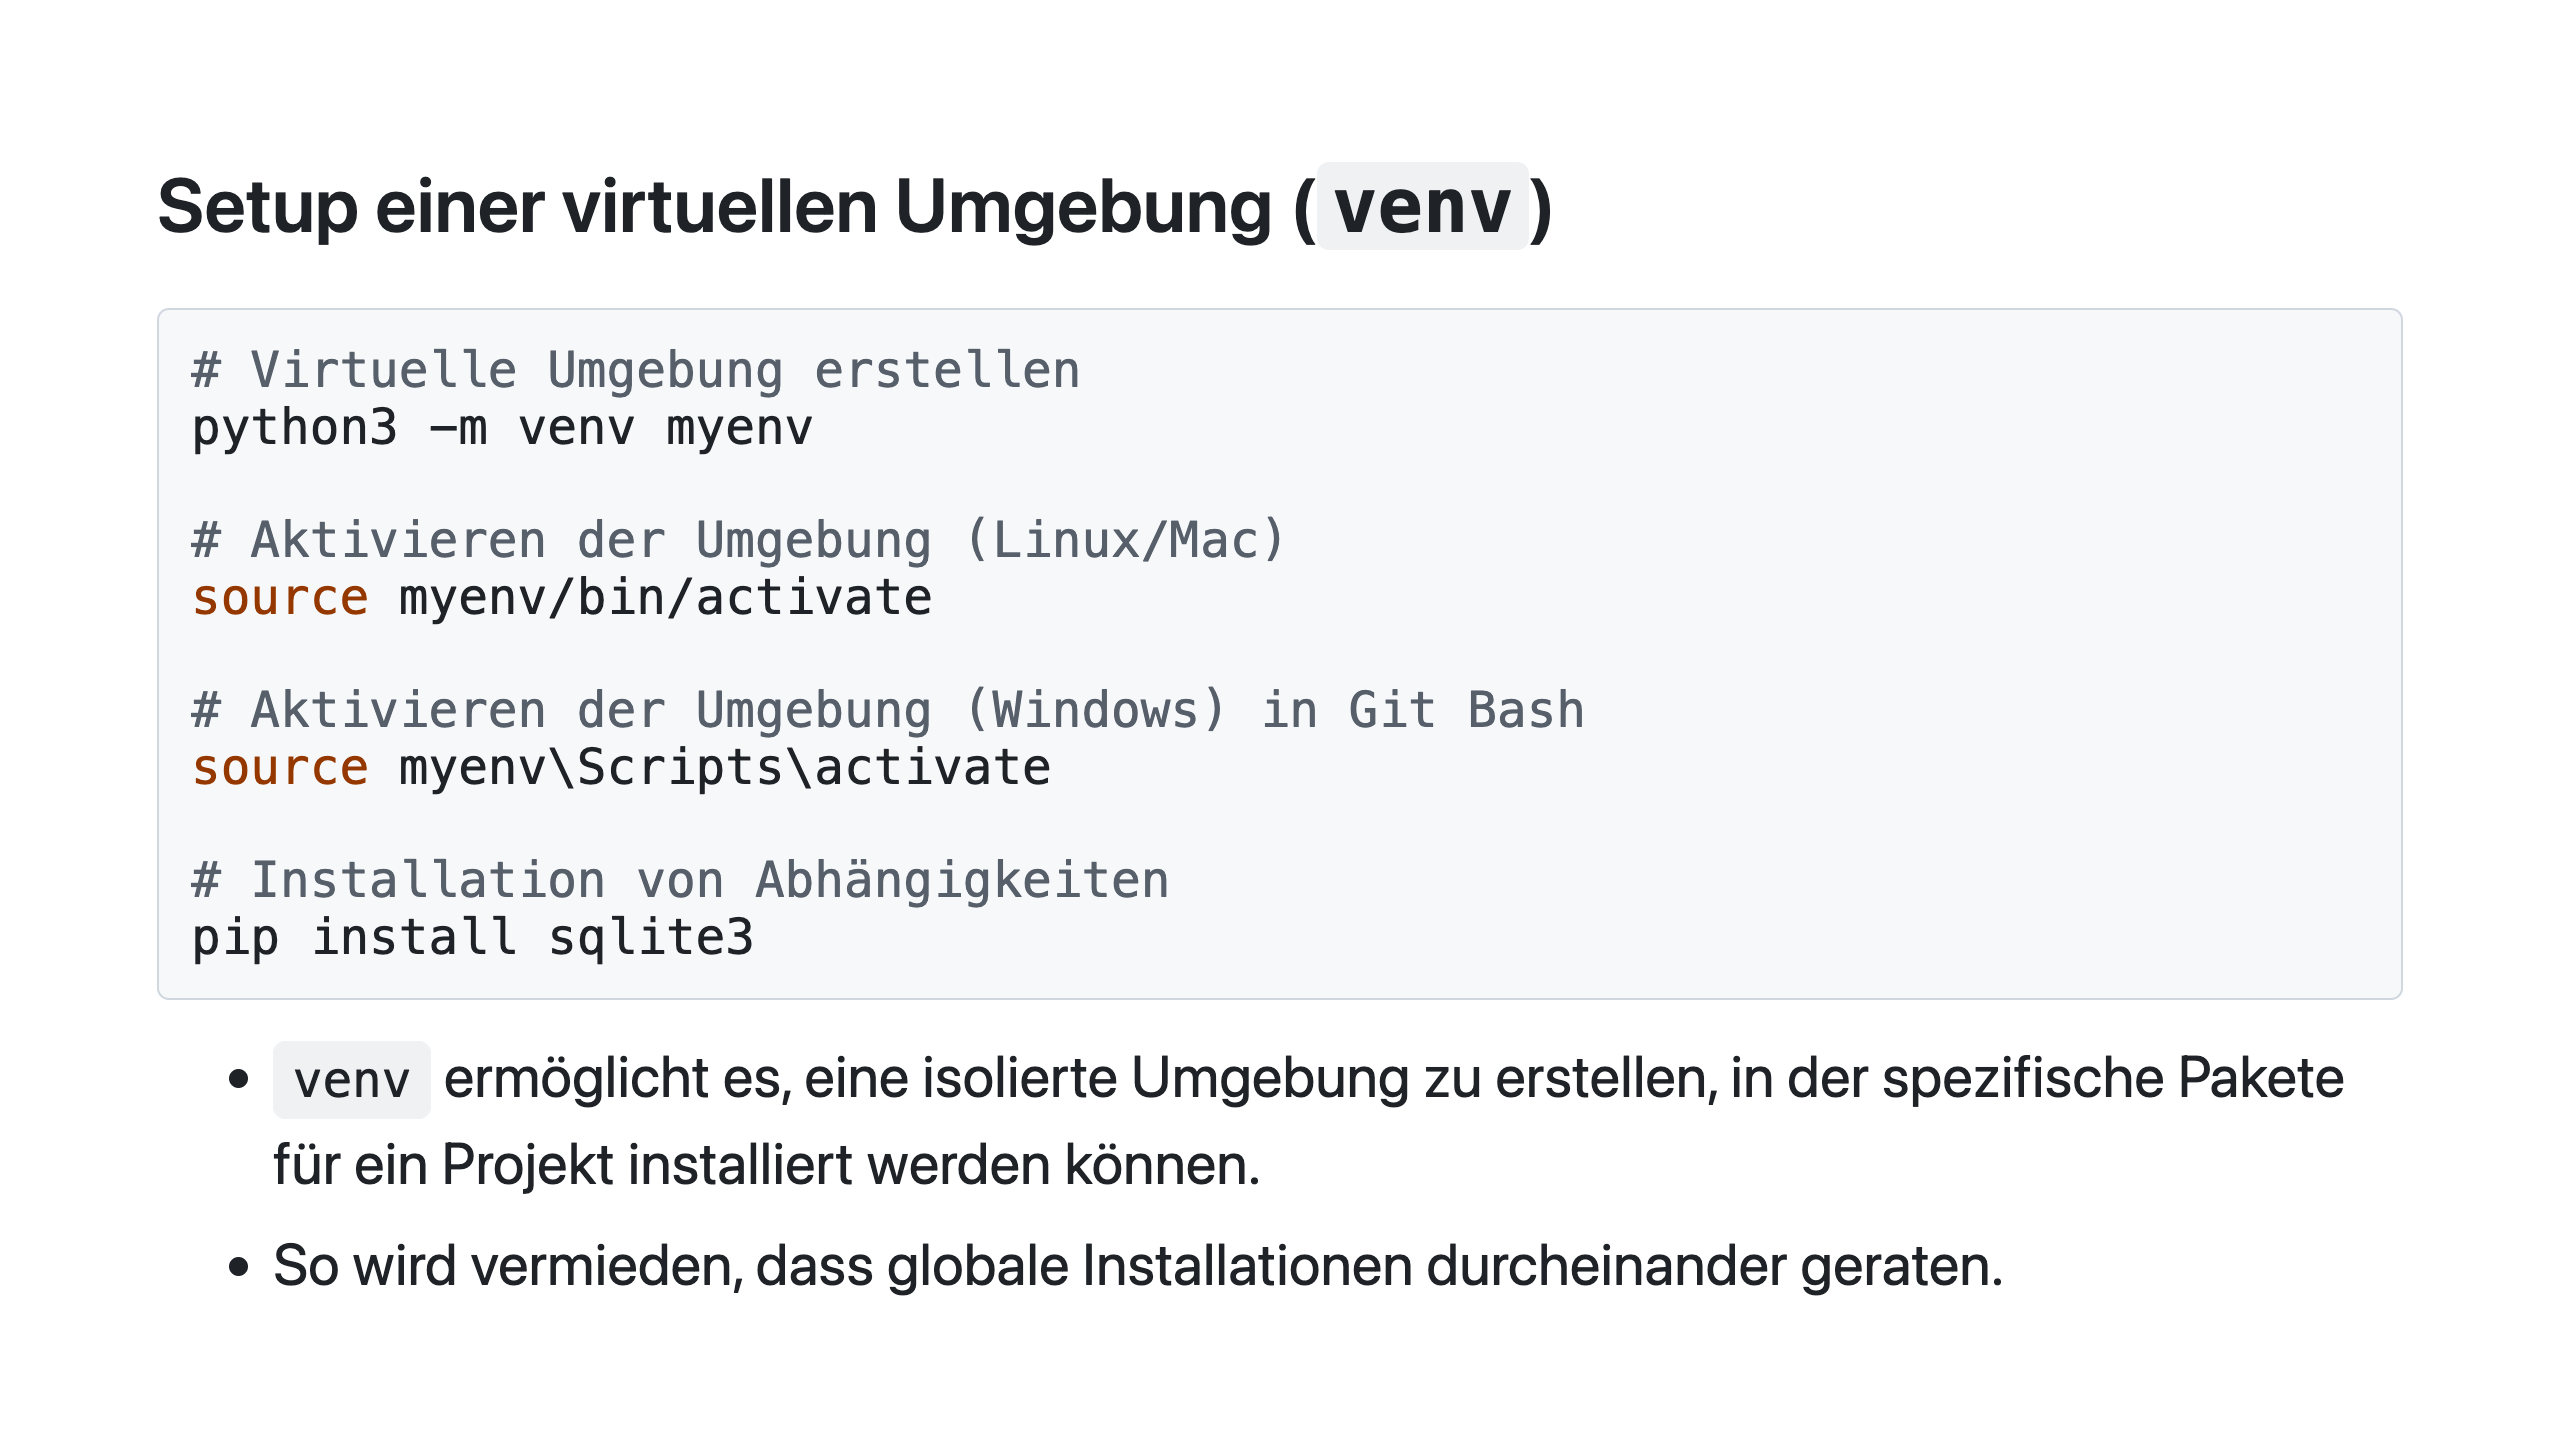 Setup einer virtuellen Umgebung (venv)
# Virtuelle Umgebung erstellen
python3 -m venv myenv
# Aktivieren der Umgebung (Linux/Mac)
source myenv/bin/activate
# Aktivieren der Umgebung (Windows) in Git Bash
source myenv\Scripts\activate
# Installation von Abhängigkeiten
pip install sqlite3
• venv ermöglicht es, eine isolierte Umgebung zu erstellen, in der spezifische Pakete
für ein Projekt installiert werden können.
• So wird vermieden, dass globale Installationen durcheinander geraten.